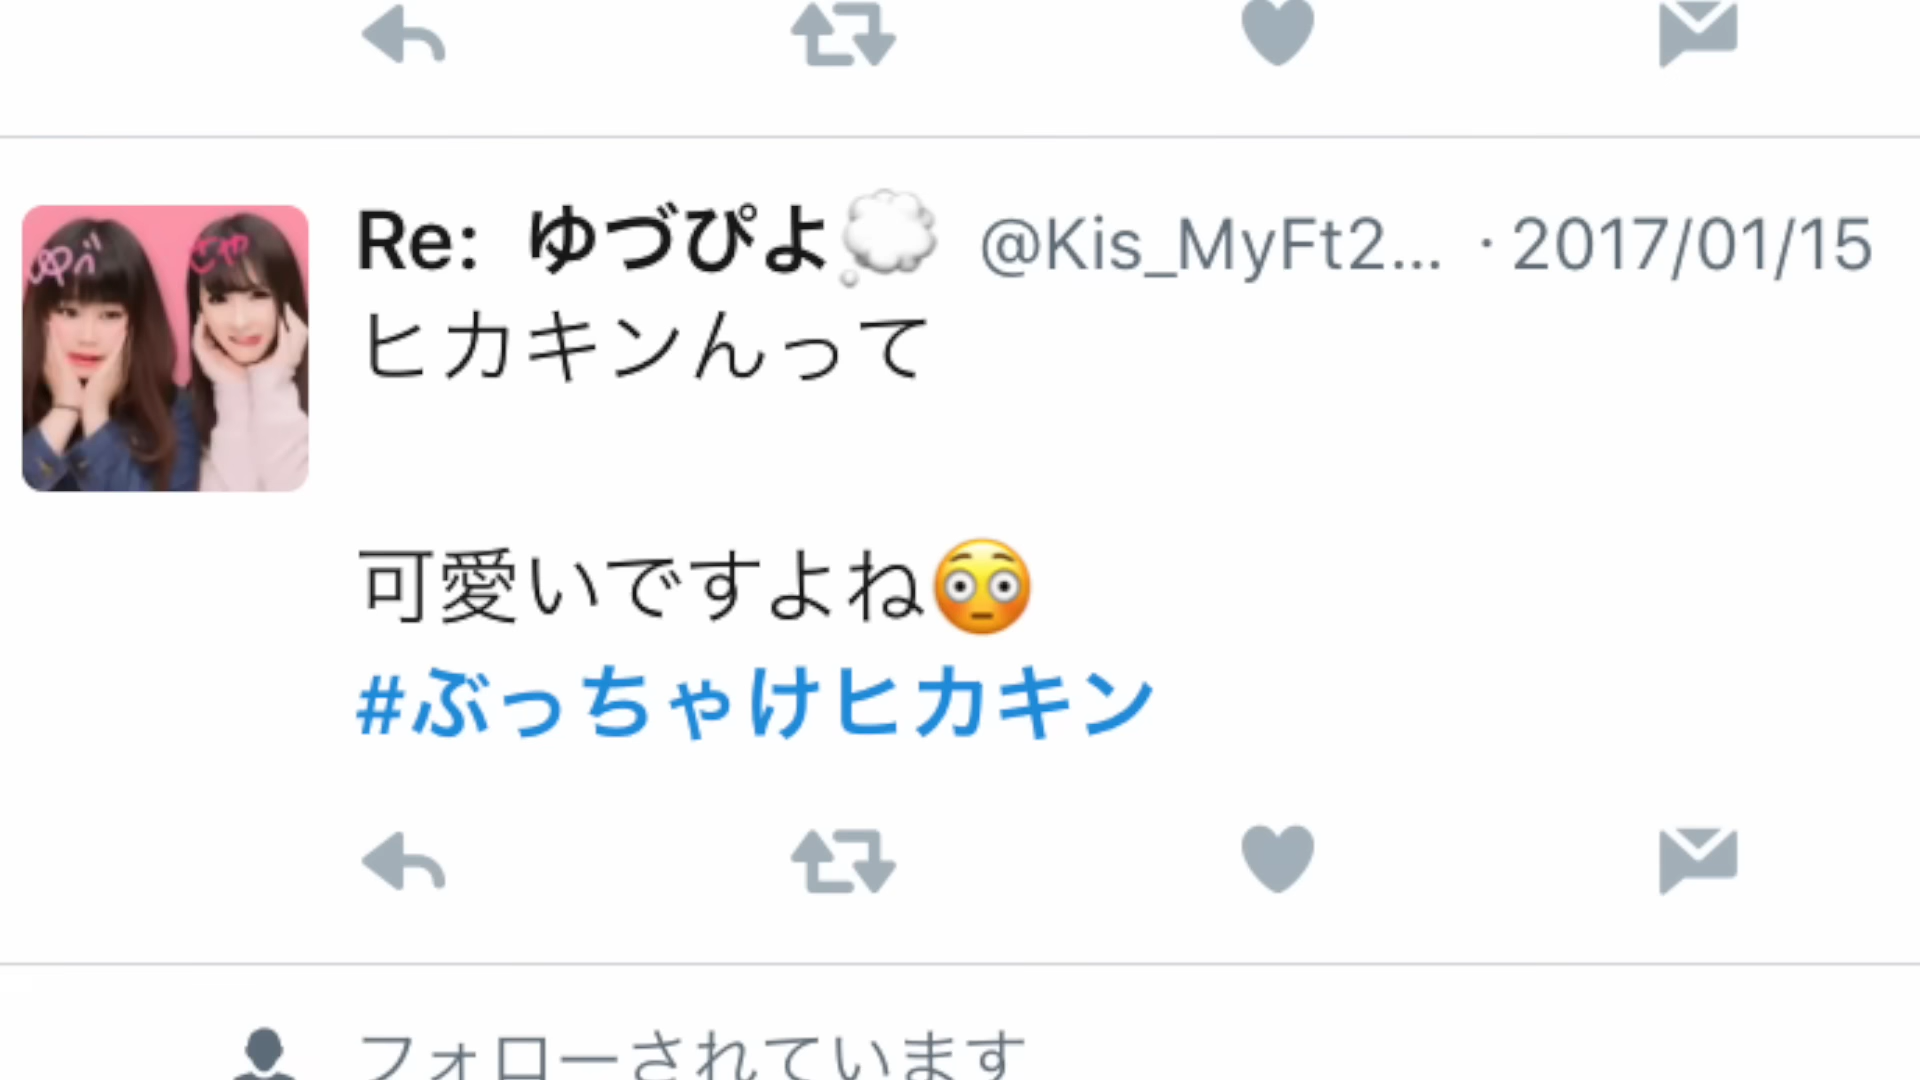 Re: ゆづぴよ💭 @Kis_MyFt2... · 2017/01/15
ヒカキンんって
可愛いですよね😳
#ぶっちゃけヒカキン
フォローされています